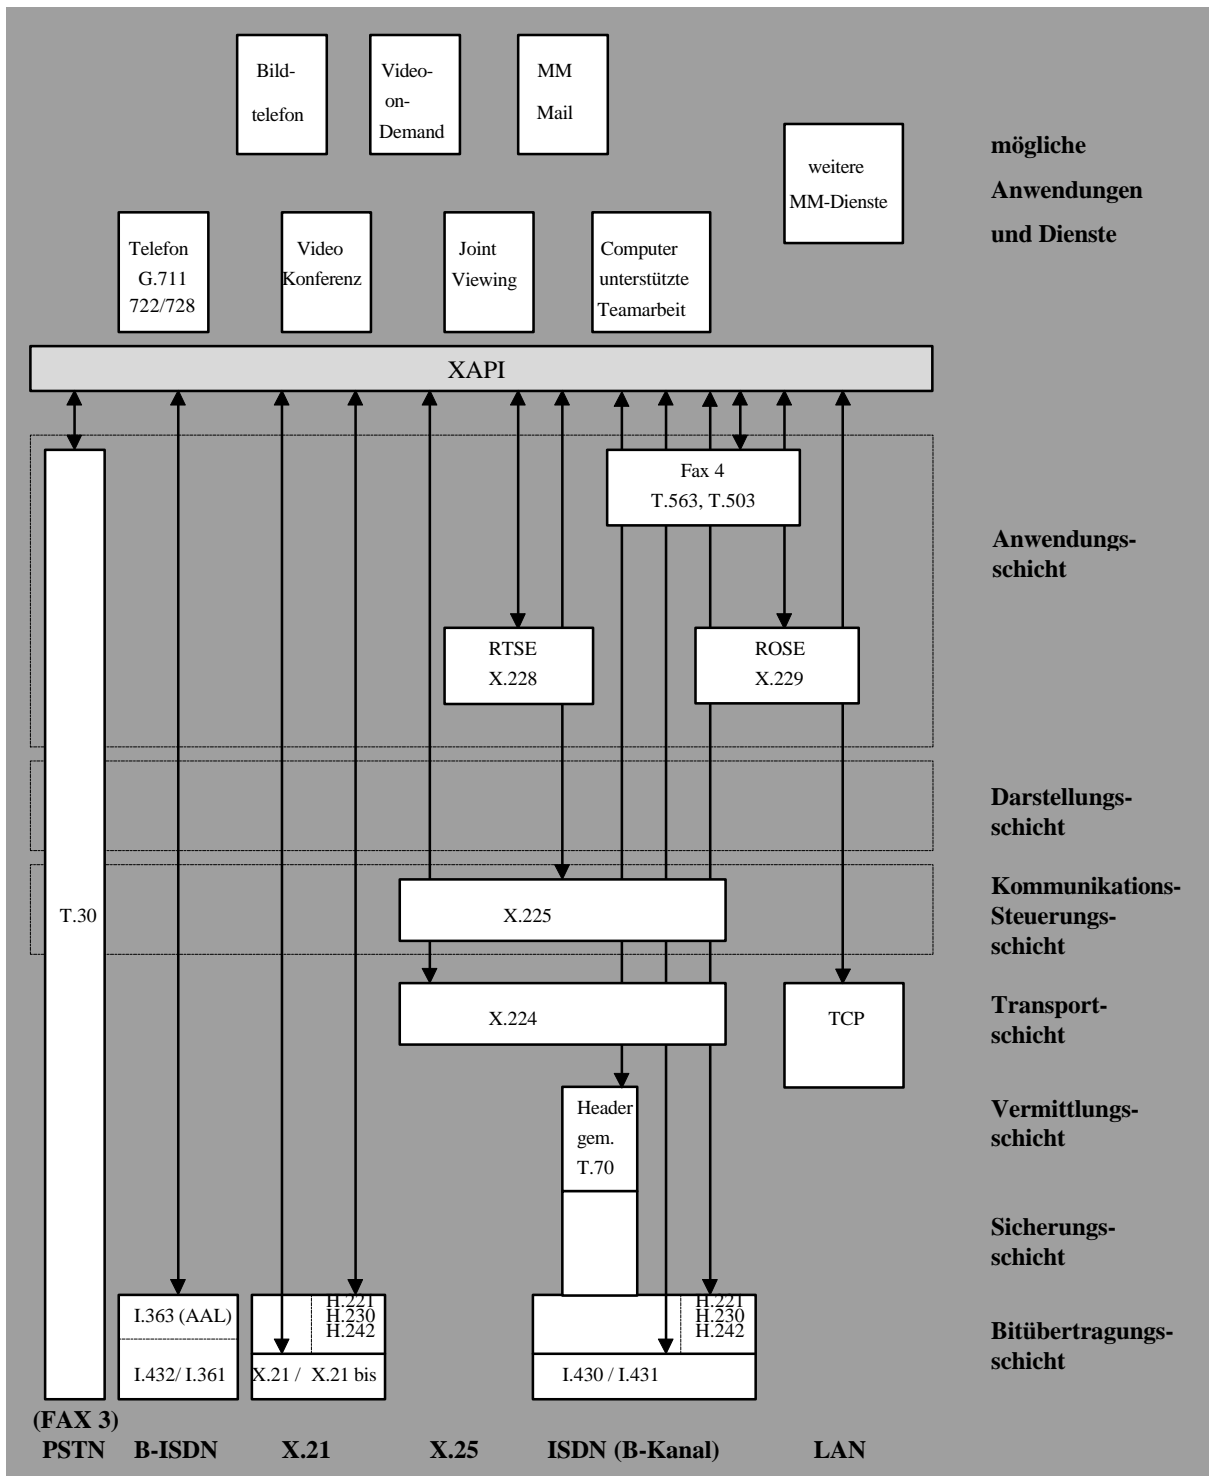 Bild-
telefon
Video-
on-
Demand
MM
Mail
weitere
MM-Dienste
mögliche
Anwendungen
und Dienste
Telefon
G.711
722/728
Video
Konferenz
Joint
Viewing
Computer
unterstützte
Teamarbeit
XAPI
Fax 4
T.563, T.503
Anwendungs-
schicht
RTSE
X.228
ROSE
X.229
Darstellungs-
schicht
T.30
X.225
Kommunikations-
Steuerungs-
schicht
X.224
TCP
Transport-
schicht
Header
gem.
T.70
Vermittlungs-
schicht
Sicherungs-
schicht
I.363 (AAL)
I.432/ I.361
H.221
H.230
H.242
X.21 / X.21 bis
H.221
H.230
H.242
I.430 / I.431
Bitübertragungs-
schicht
(FAX 3)
PSTN B-ISDN X.21 X.25 ISDN (B-Kanal) LAN